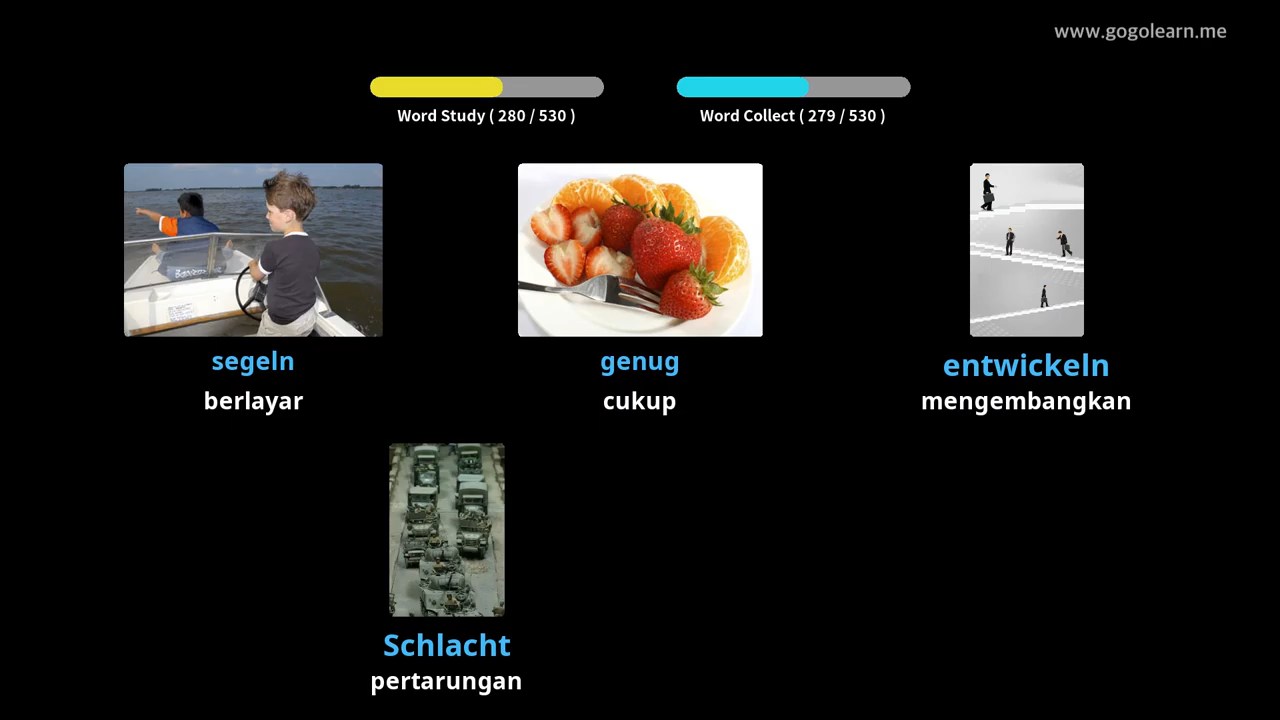 www.gogolearn.me
Word Study ( 280 / 530 )
Word Collect ( 279 / 530 )
segeln
berlayar
genug
cukup
entwickeln
mengembangkan
Schlacht
pertarungan